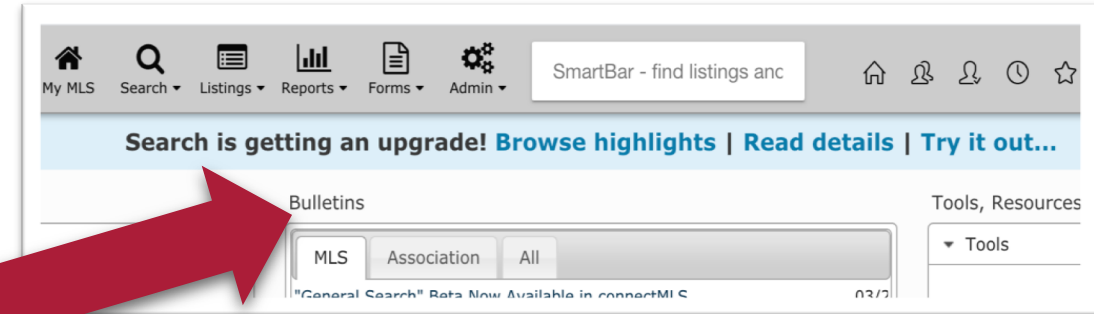 My MLS Search Listings Reports Forms Admin SmartBar - find listings anc
Search is getting an upgrade! Browse highlights | Read details | Try it out...
Bulletins Tools, Resources
MLS Association All Tools
"General Search" Beta Now Available in connectMLS 03/2